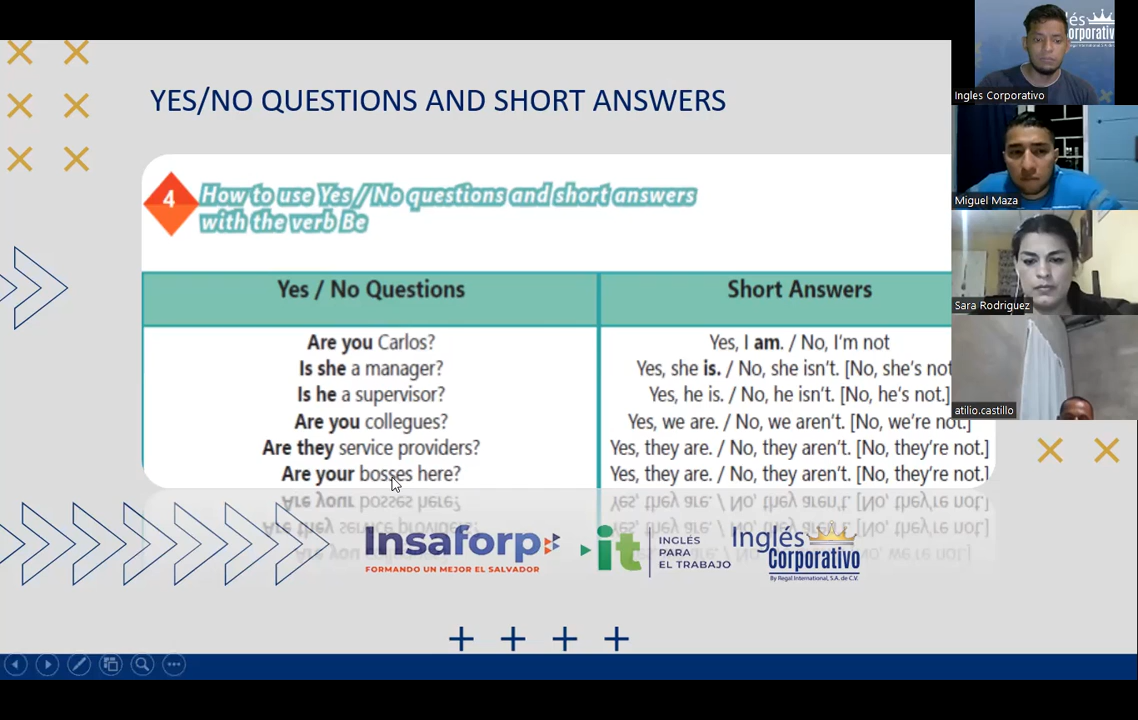 YES/NO QUESTIONS AND SHORT ANSWERS
4
How to use Yes / No questions and short answers
with the verb Be
Yes / No Questions
Short Answers
Are you Carlos?
Yes, I am. / No, I'm not
Is she a manager?
Yes, she is. / No, she isn't. [No, she's not
Is he a supervisor?
Yes, he is. / No, he isn't. [No, he's not.]
Are you collegues?
Yes, we are. / No, we aren't. [No, we're not.]
Are they service providers?
Yes, they are. / No, they aren't. [No, they're not.]
Are your bosses here?
Yes, they are. / No, they aren't. [No, they're not.]
Insaforp
FORMANDO UN MEJOR EL SALVADOR
it
INGLÉS
PARA
EL TRABAJO
Inglés
Corporativo
By Regal International, S.A. de C.V.
és
Corporativo
Ingles Corporativo
Miguel Maza
Sara Rodriguez
atilio.castillo